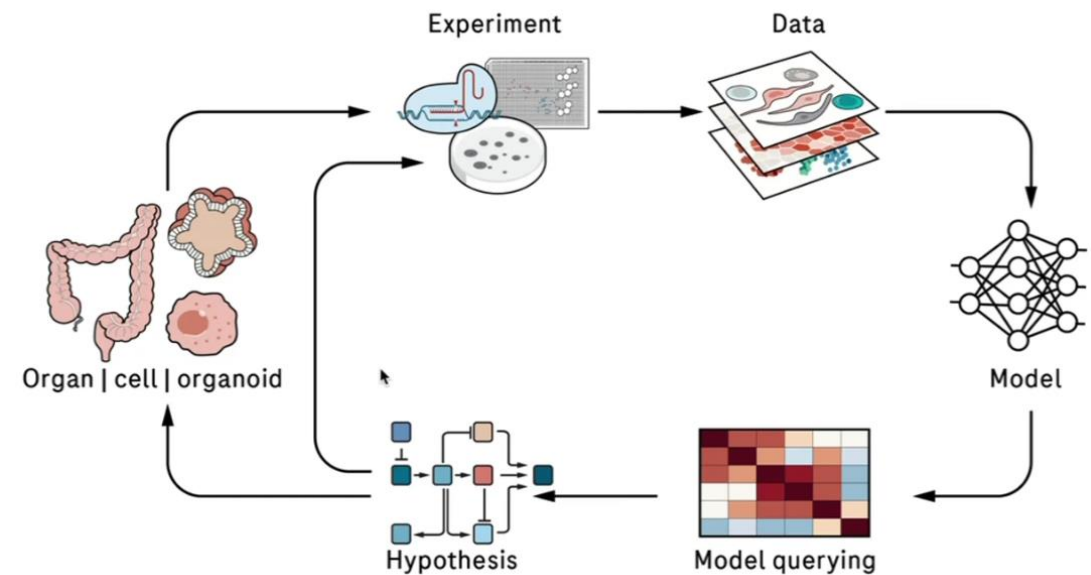 Experiment
Data
Organ | cell | organoid
Model
Hypothesis
Model querying